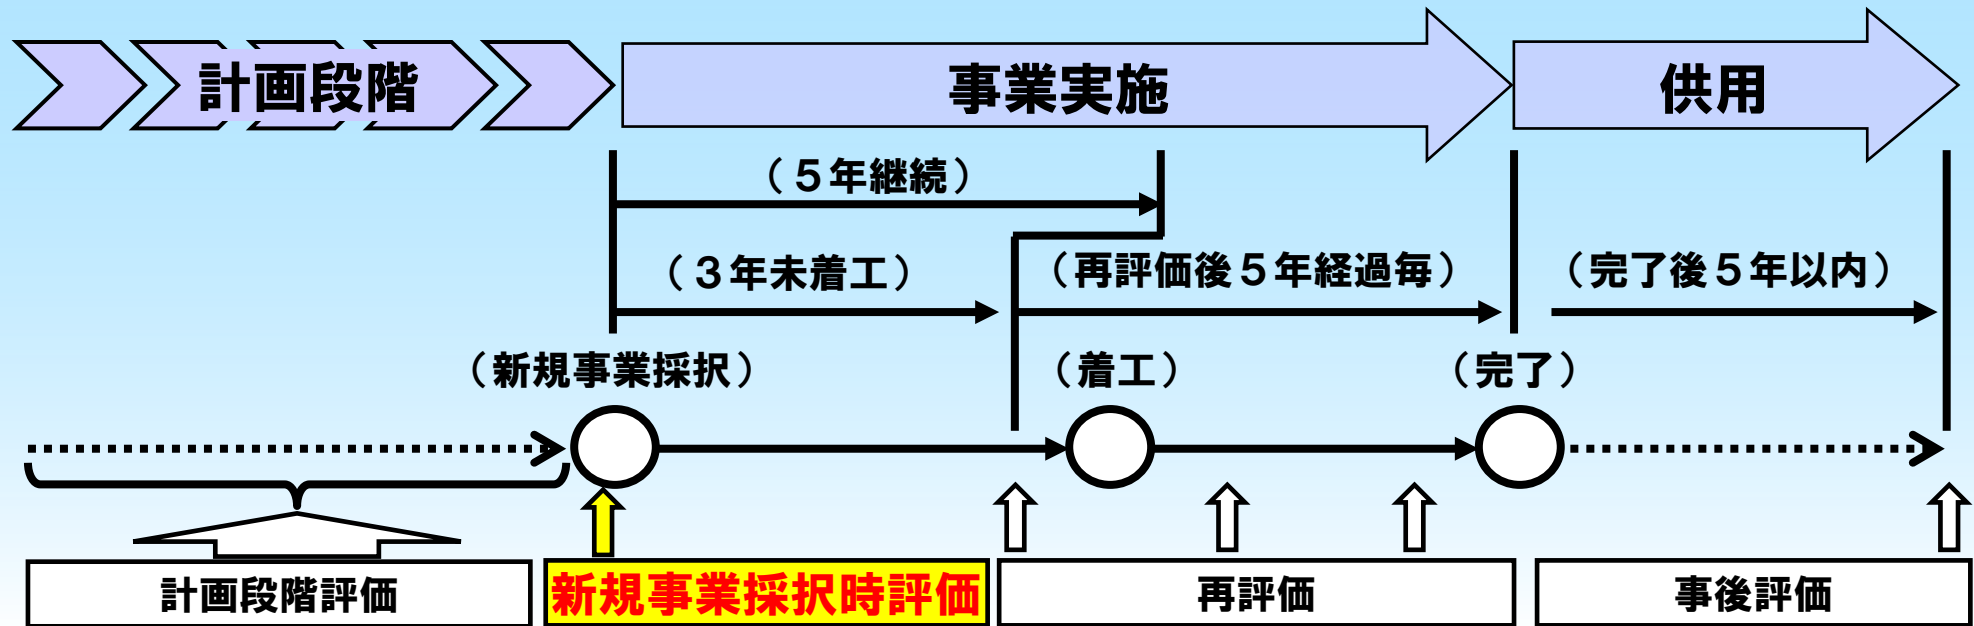 計画段階
事業実施
供用
（５年継続）
（３年未着工）
（再評価後５年経過毎）
（完了後５年以内）
（新規事業採択）
（着工）
（完了）
計画段階評価
新規事業採択時評価
再評価
事後評価